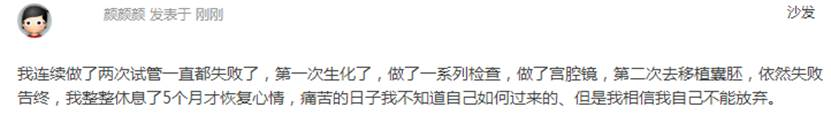 颜颜颜 发表于 刚刚
沙发
我连续做了两次试管一直都失败了，第一次生化了，做了一系列检查，做了宫腔镜，第二次去移植囊胚，依然失败
告终，我整整休息了5个月才恢复心情，痛苦的日子我不知道自己如何过来的、但是我相信我自己不能放弃。